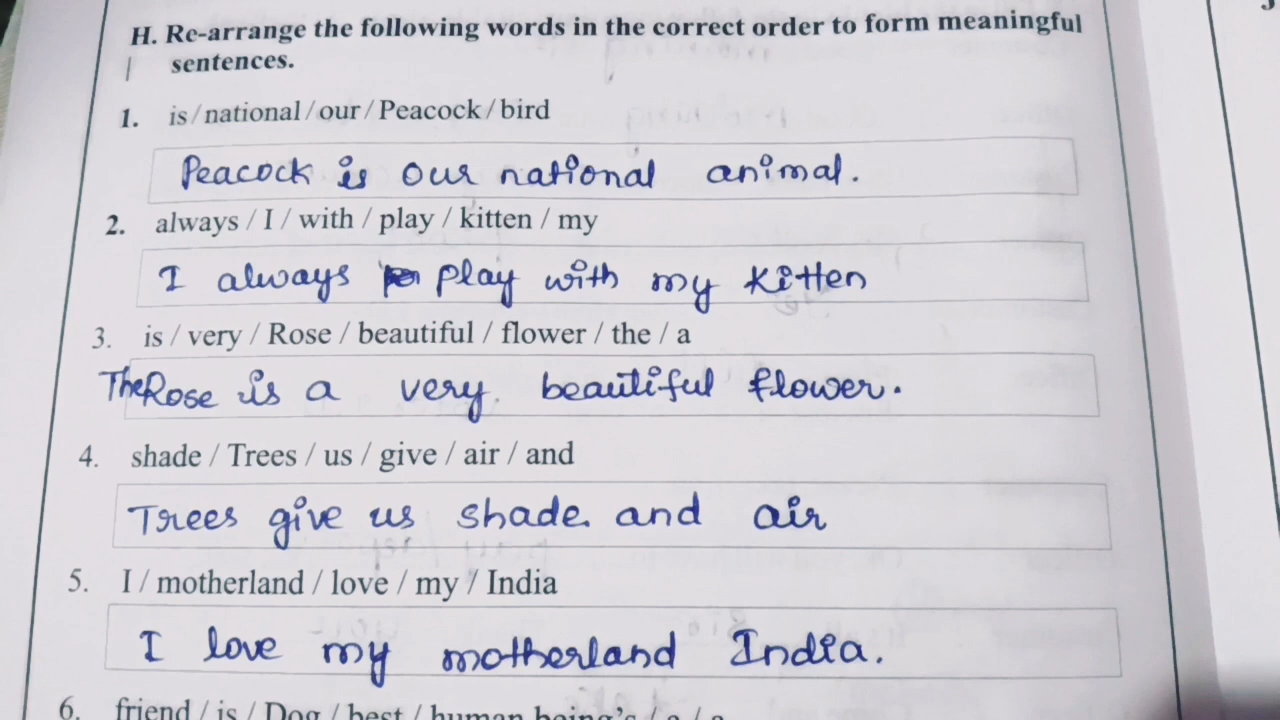 H. Re-arrange the following words in the correct order to form meaningful
sentences.
1. is/national/our/Peacock/bird
Peacock is our national animal.
2. always / I / with / play / kitten / my
I always play with my kitten
3. is / very / Rose / beautiful / flower / the / a
The Rose is a very beautiful flower.
4. shade / Trees / us / give / air / and
Trees give us shade and air
5. I / motherland / love / my / India
I love my motherland India.
6. friend / is / Dog / best / human being's / a / a